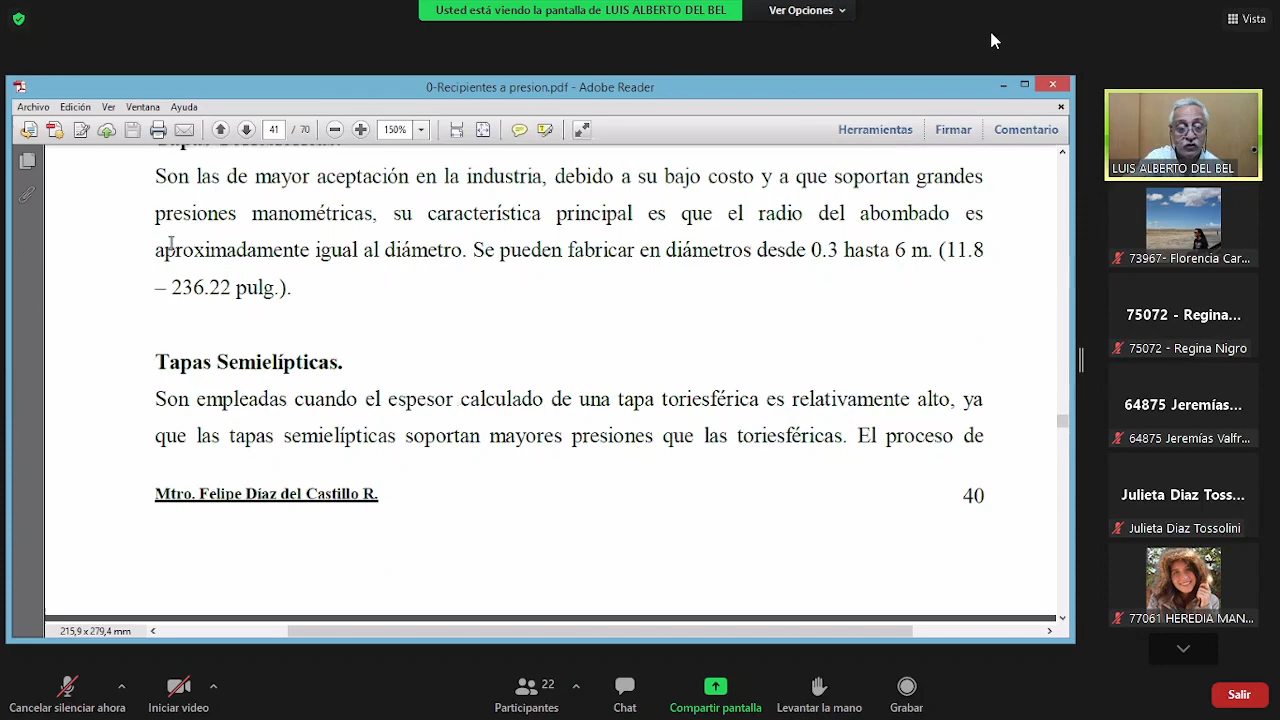 Usted está viendo la pantalla de LUIS ALBERTO DEL BEL
Ver Opciones
Vista
0-Recipientes a presion.pdf - Adobe Reader
Archivo Edición Ver Ventana Ayuda
41 / 70 150% Herramientas Firmar Comentario
Son las de mayor aceptación en la industria, debido a su bajo costo y a que soportan grandes
presiones manométricas, su característica principal es que el radio del abombado es
aproximadamente igual al diámetro. Se pueden fabricar en diámetros desde 0.3 hasta 6 m. (11.8
– 236.22 pulg.).
Tapas Semielípticas.
Son empleadas cuando el espesor calculado de una tapa toriesférica es relativamente alto, ya
que las tapas semielípticas soportan mayores presiones que las toriesféricas. El proceso de
Mtro. Felipe Díaz del Castillo R.
40
215,9 x 279,4 mm
LUIS ALBERTO DEL BEL
73967- Florencia Car...
75072 - Regina...
75072 - Regina Nigro
64875 Jeremías...
64875 Jeremías Valfr...
Julieta Diaz Toss...
Julieta Diaz Tossolini
77061 HEREDIA MAN...
Cancelar silenciar ahora
Iniciar video
22
Participantes
Chat
Compartir pantalla
Levantar la mano
Grabar
Salir